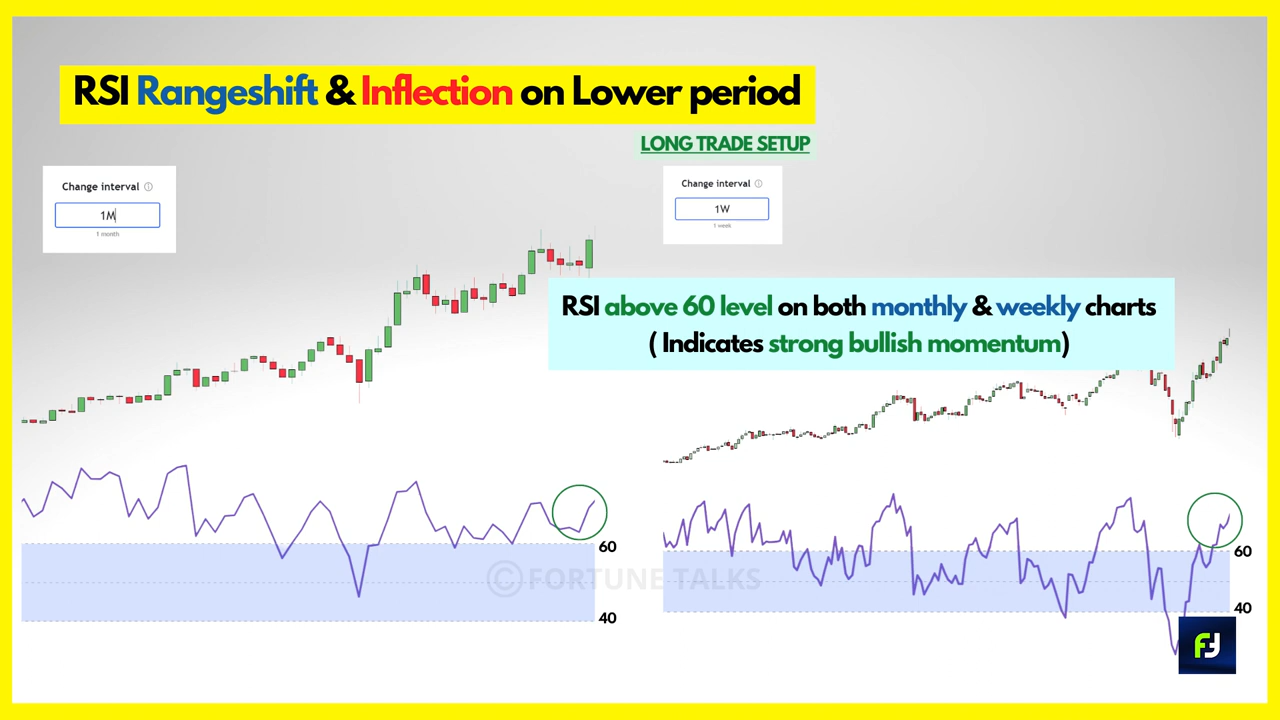 RSI Rangeshift & Inflection on Lower period
LONG TRADE SETUP
Change interval
1M
1 month
Change interval
1W
1 week
RSI above 60 level on both monthly & weekly charts
( Indicates strong bullish momentum)
60
40
60
40
© FORTUNE TALKS